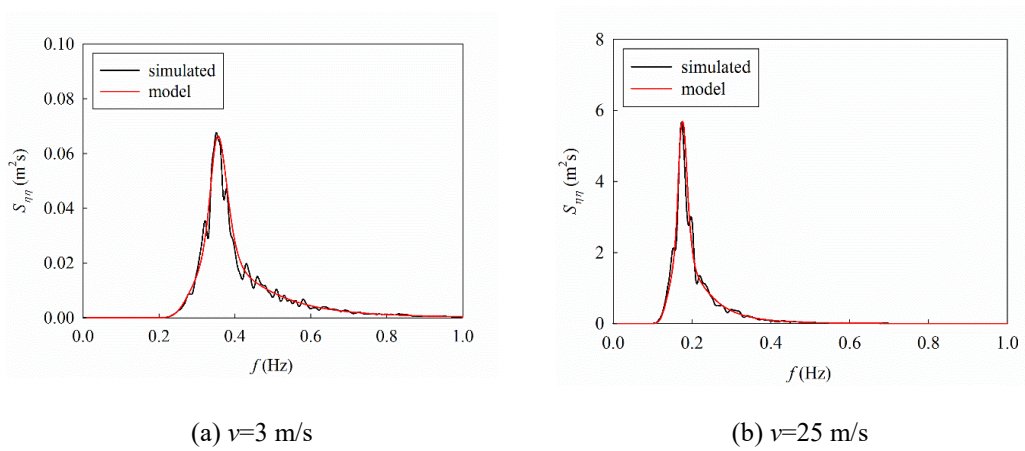 0.10
0.08
0.06
0.04
0.02
0.00
Sηη (m²s)
simulated
model
0.0 0.2 0.4 0.6 0.8 1.0
f (Hz)
(a) v=3 m/s
8
6
4
2
0
Sηη (m²s)
simulated
model
0.0 0.2 0.4 0.6 0.8 1.0
f (Hz)
(b) v=25 m/s